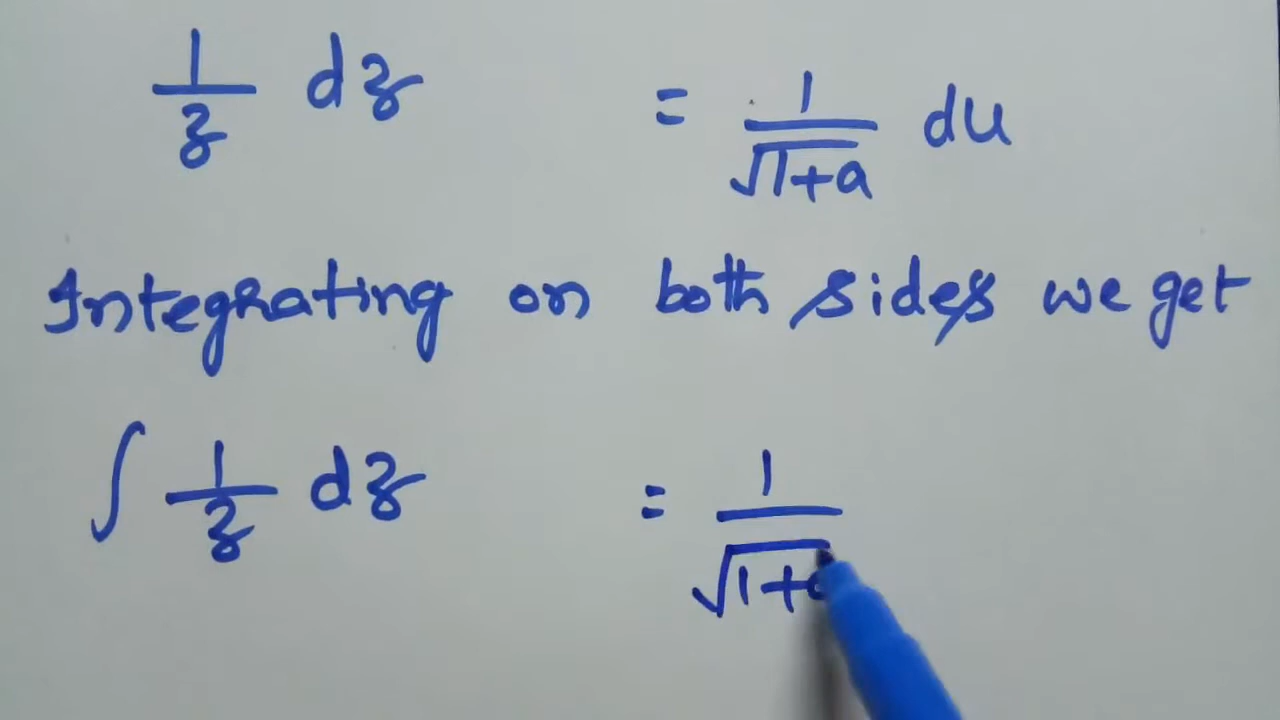 1/z dz = 1/√(1+a) du
Integrating on both sides we get
∫ 1/z dz = 1/√(1+